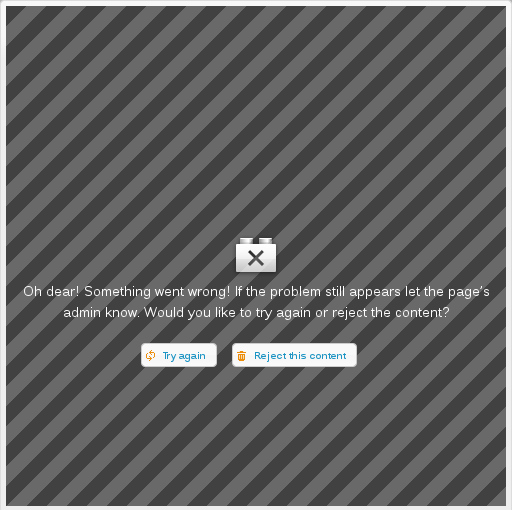 Oh dear! Something went wrong! If the problem still appears let the page's
admin know. Would you like to try again or reject the content?
Try again
Reject this content